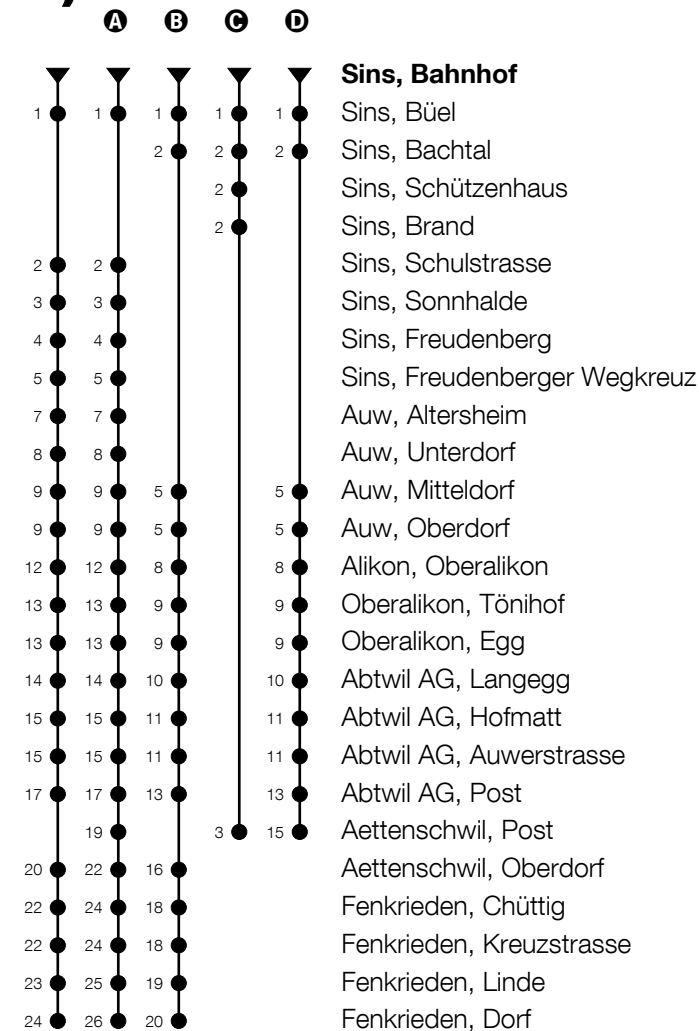 A B C D
Sins, Bahnhof
1 1 1 1 1 Sins, Büel
2 2 2 Sins, Bachtal
2 Sins, Schützenhaus
2 Sins, Brand
2 2 Sins, Schulstrasse
3 3 Sins, Sonnhalde
4 4 Sins, Freudenberg
5 5 Sins, Freudenberger Wegkreuz
7 7 Auw, Altersheim
8 8 Auw, Unterdorf
9 9 5 5 Auw, Mitteldorf
9 9 5 5 Auw, Oberdorf
12 12 8 8 Alikon, Oberalikon
13 13 9 9 Oberalikon, Tönihof
13 13 9 9 Oberalikon, Egg
14 14 10 10 Abtwil AG, Langegg
15 15 11 11 Abtwil AG, Hofmatt
15 15 11 11 Abtwil AG, Auwerstrasse
17 17 13 13 Abtwil AG, Post
19 3 15 Aettenschwil, Post
20 22 16 Aettenschwil, Oberdorf
22 24 18 Fenkrieden, Chüttig
22 24 18 Fenkrieden, Kreuzstrasse
23 25 19 Fenkrieden, Linde
24 26 20 Fenkrieden, Dorf